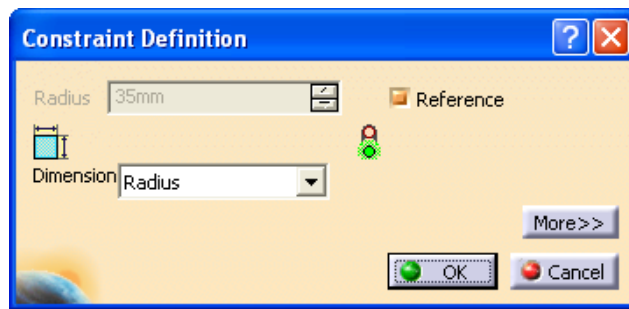 Constraint Definition
Radius 35mm Reference
Dimension Radius
More>>
OK Cancel